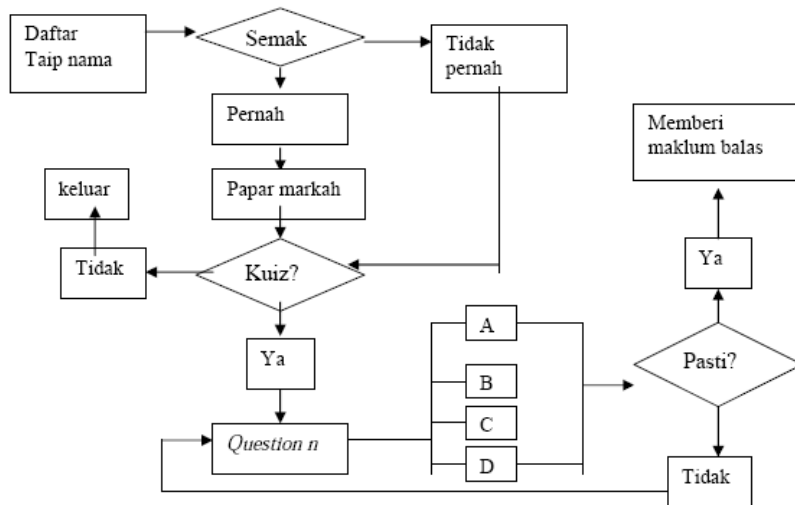 Daftar
Taip nama
Semak
Tidak
pernah
Pernah
Memberi
maklum balas
keluar
Papar markah
Tidak
Kuiz?
Ya
A
Ya
Pasti?
B
C
Question n
D
Tidak